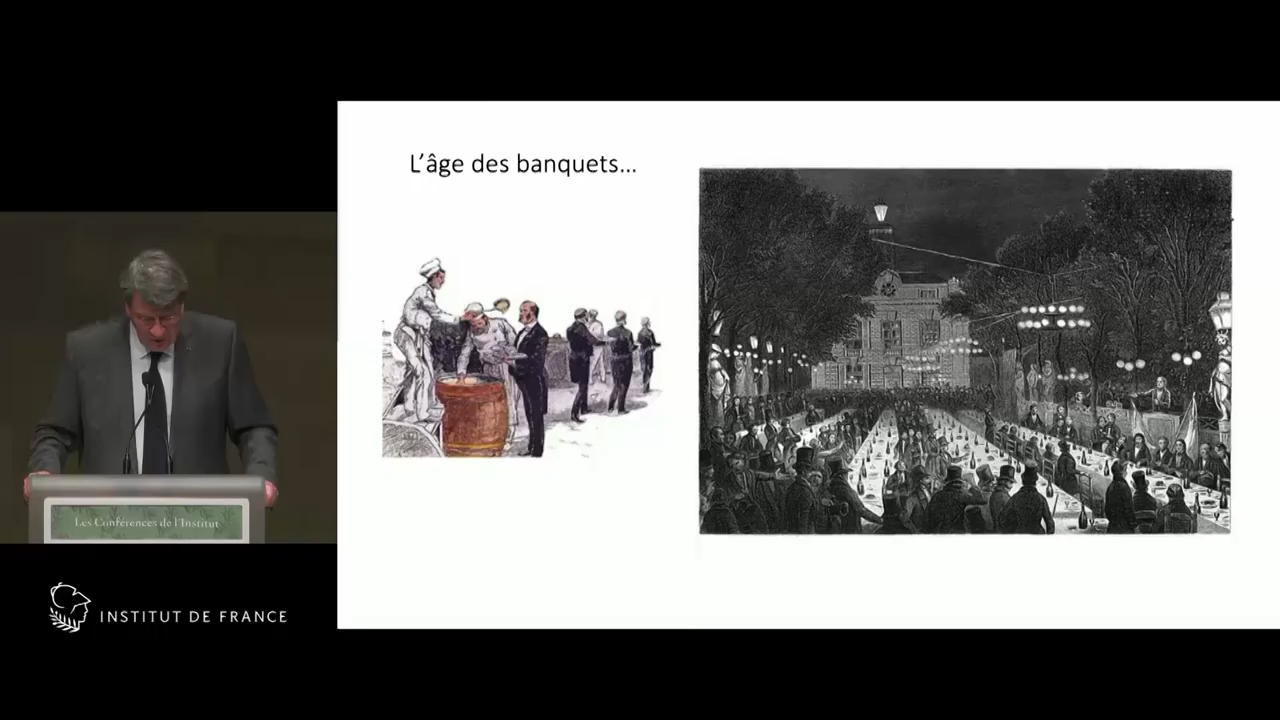 L’âge des banquets...
Les Conférences de l'Institut
INSTITUT DE FRANCE